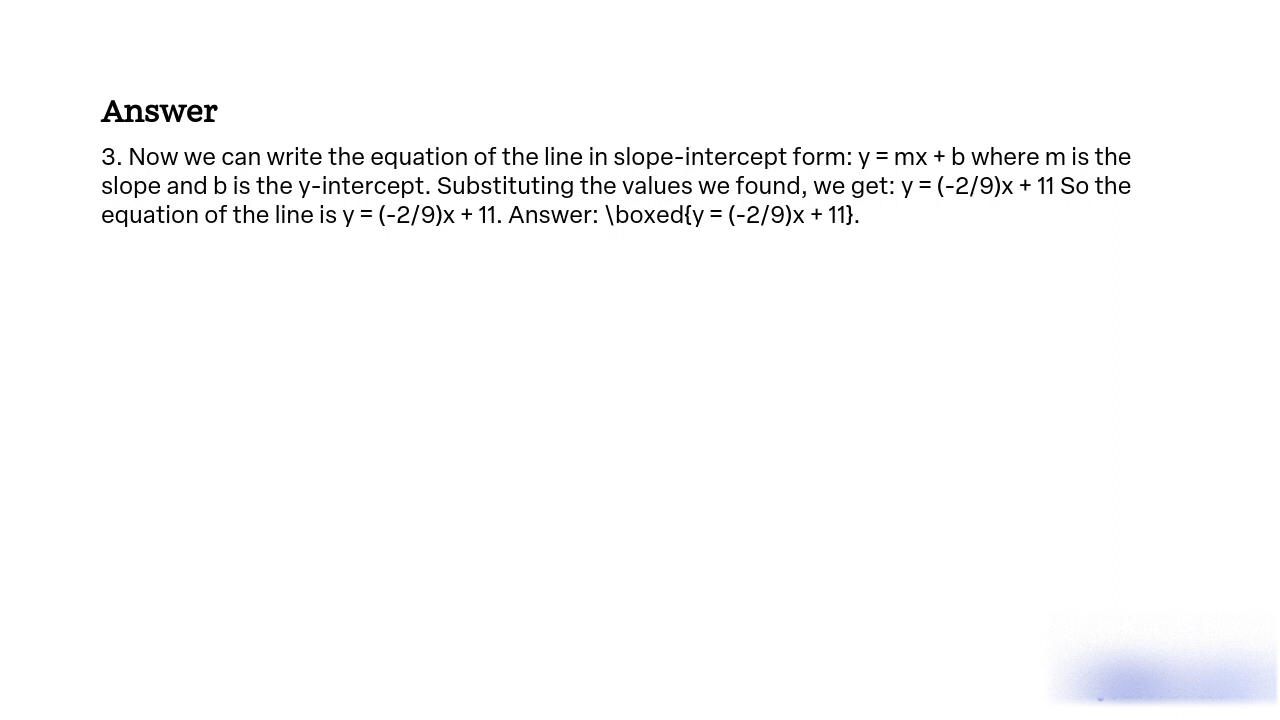 Answer
3. Now we can write the equation of the line in slope-intercept form: y = mx + b where m is the
slope and b is the y-intercept. Substituting the values we found, we get: y = (-2/9)x + 11 So the
equation of the line is y = (-2/9)x + 11. Answer: \boxed{y = (-2/9)x + 11}.